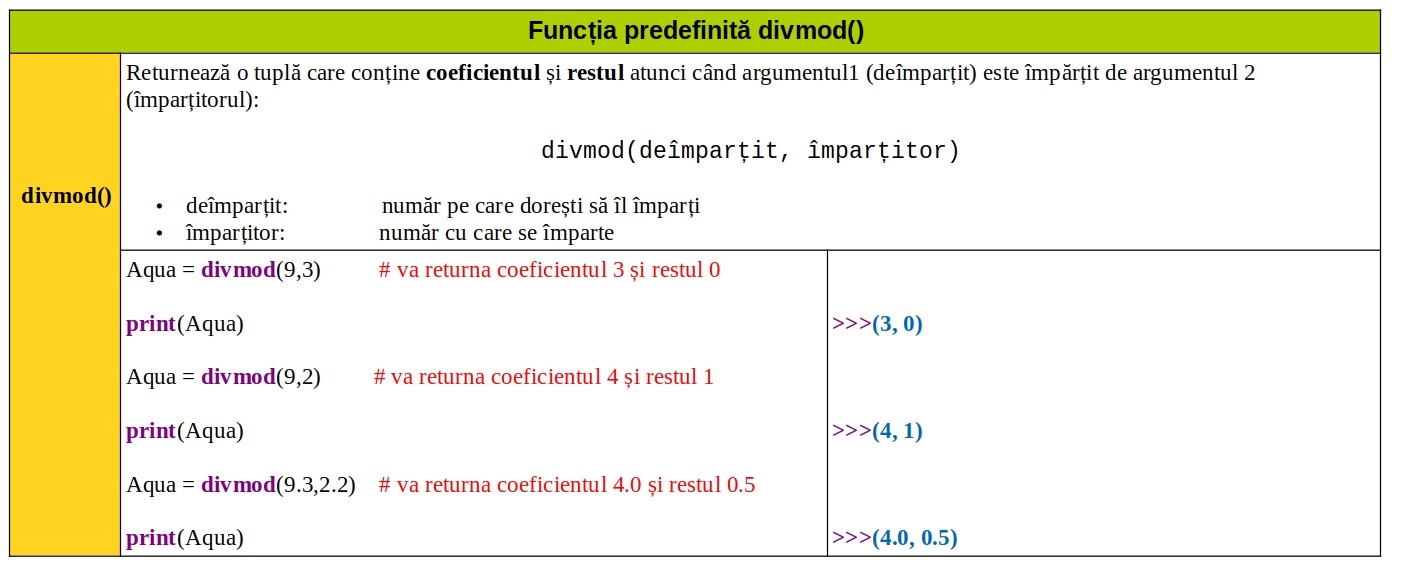 Funcția predefinită divmod()
divmod()
Returnează o tuplă care conține coeficientul și restul atunci când argumentul1 (deîmparțit) este împărțit de argumentul 2
(împarțitorul):
divmod(deîmparțit, împarțitor)
• deîmparțit: număr pe care dorești să îl împarți
• împarțitor: număr cu care se împarte
Aqua = divmod(9,3) # va returna coeficientul 3 și restul 0
print(Aqua) >>>(3, 0)
Aqua = divmod(9,2) # va returna coeficientul 4 și restul 1
print(Aqua) >>>(4, 1)
Aqua = divmod(9.3,2.2) # va returna coeficientul 4.0 și restul 0.5
print(Aqua) >>>(4.0, 0.5)